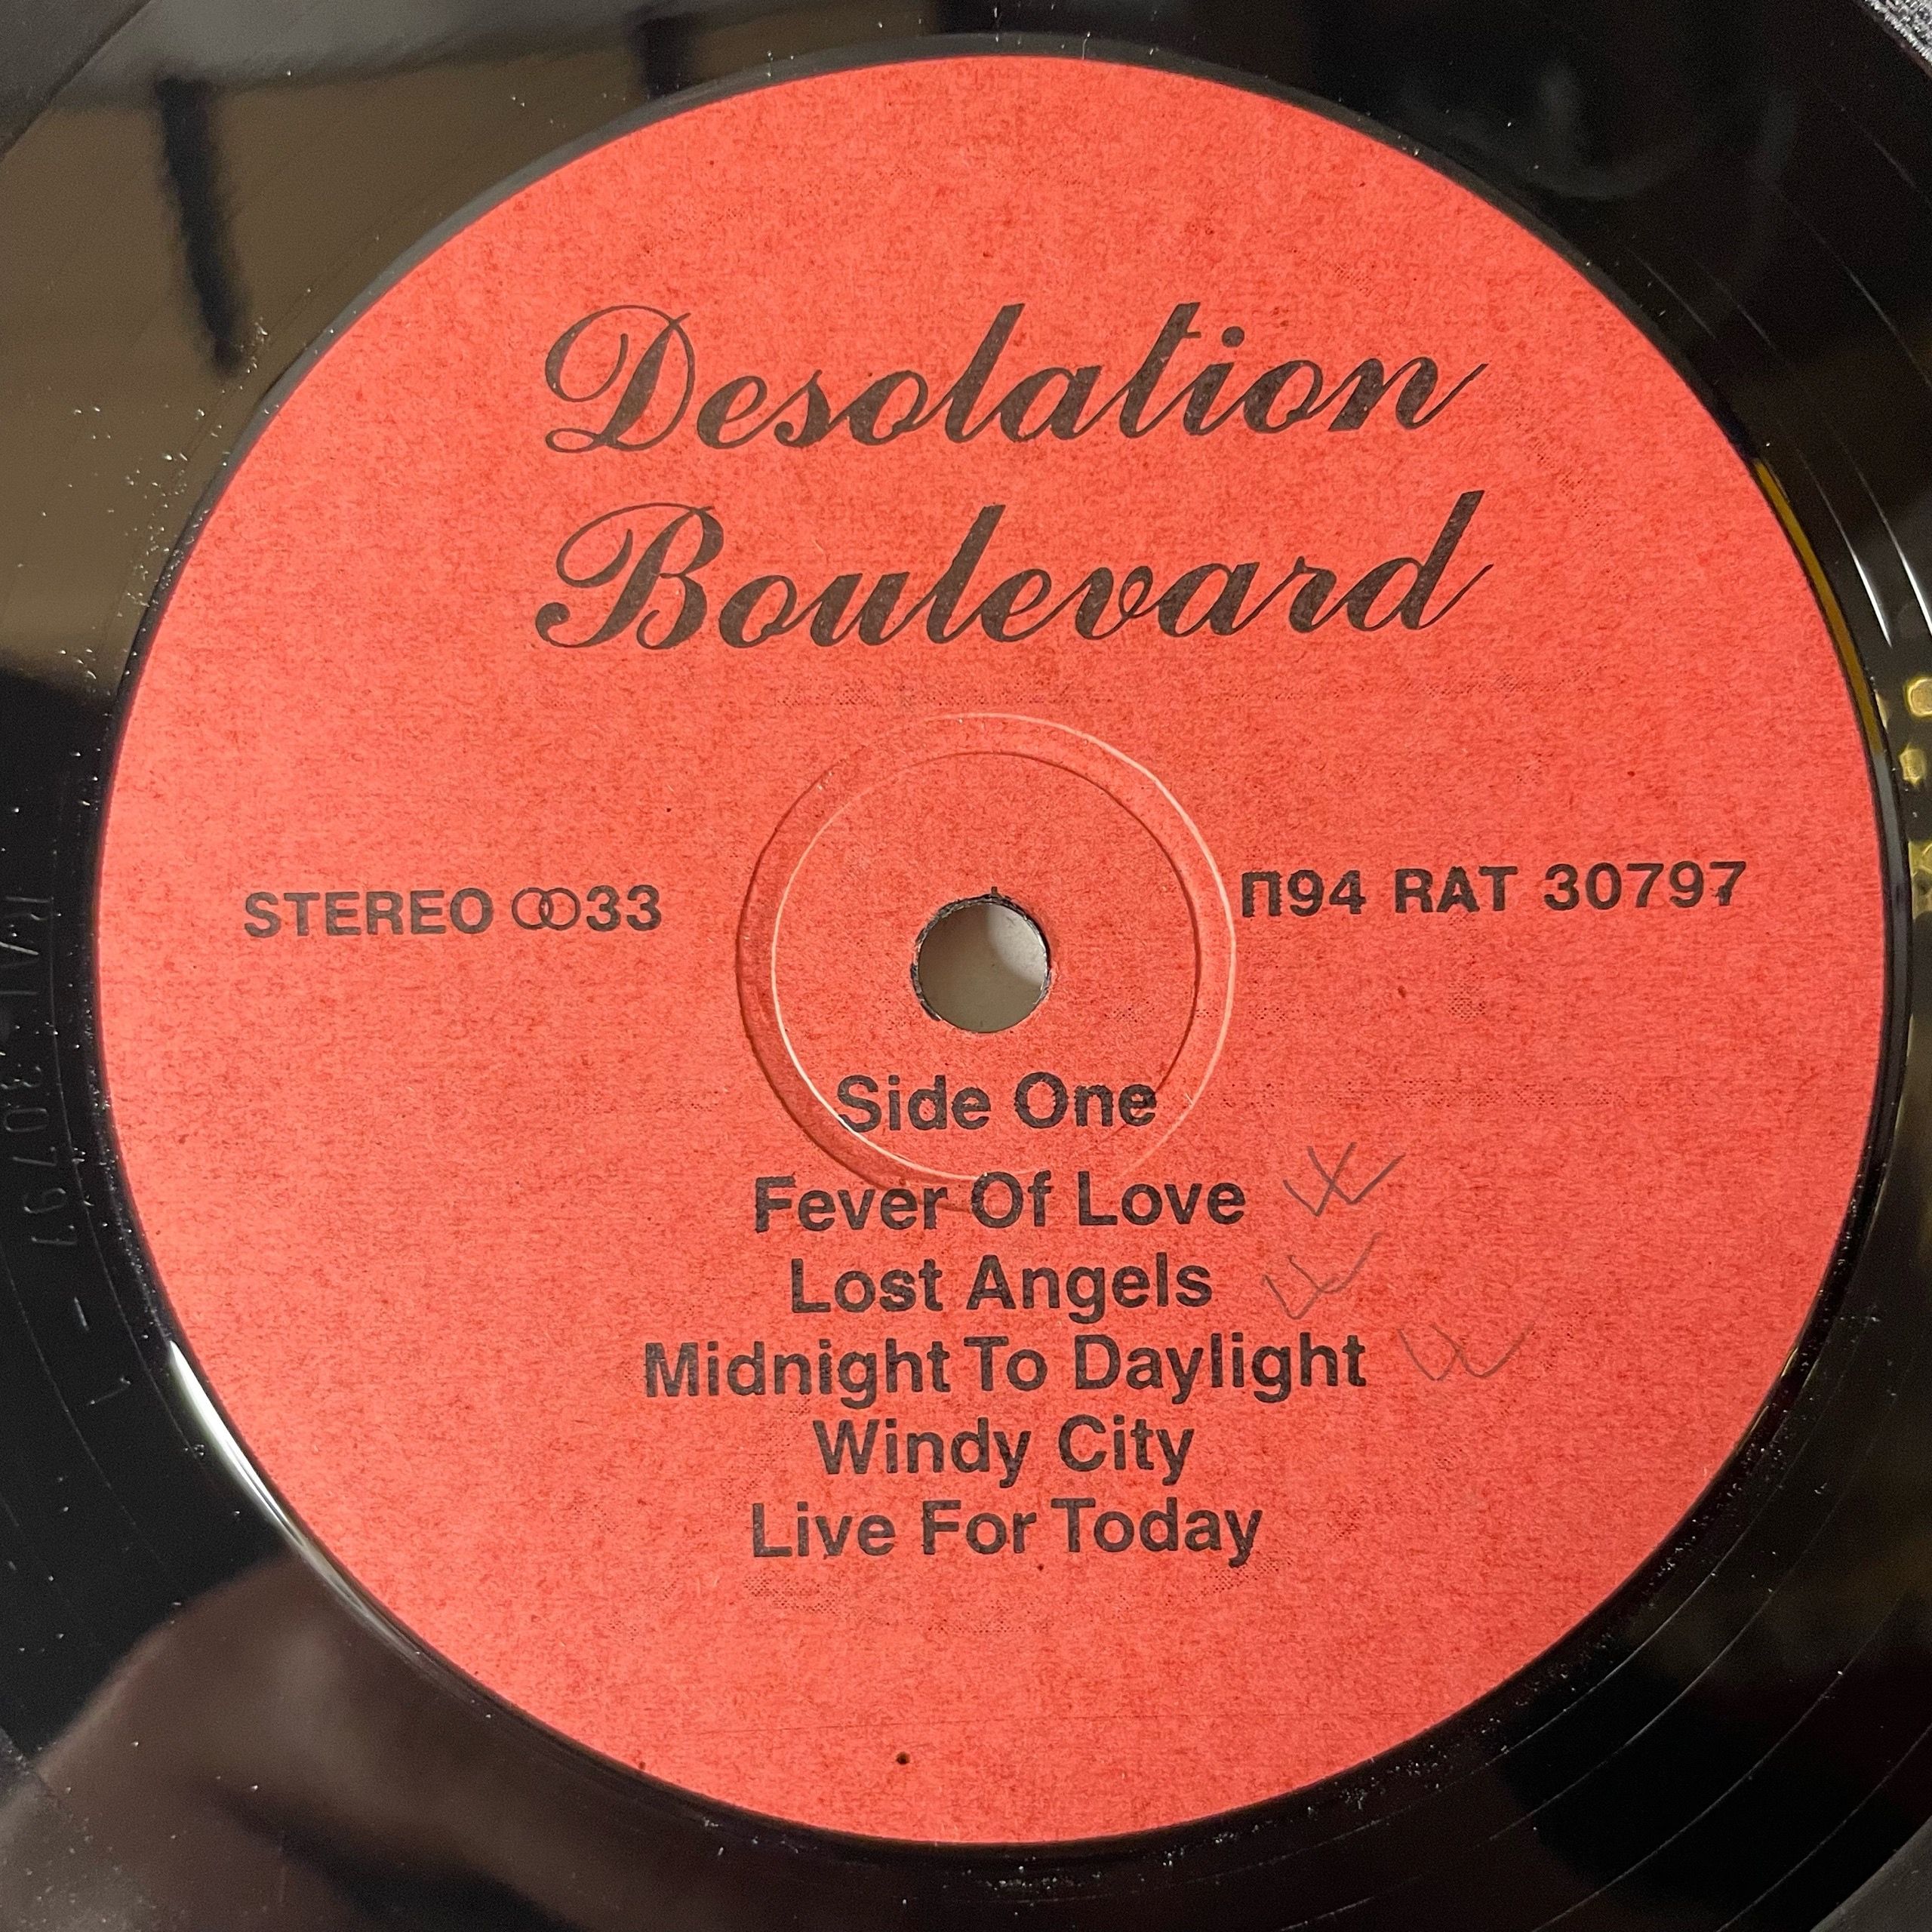 Desolation
Boulevard
STEREO ꝏ33
П94 RAT 30797
Side One
Fever Of Love
Lost Angels
Midnight To Daylight
Windy City
Live For Today